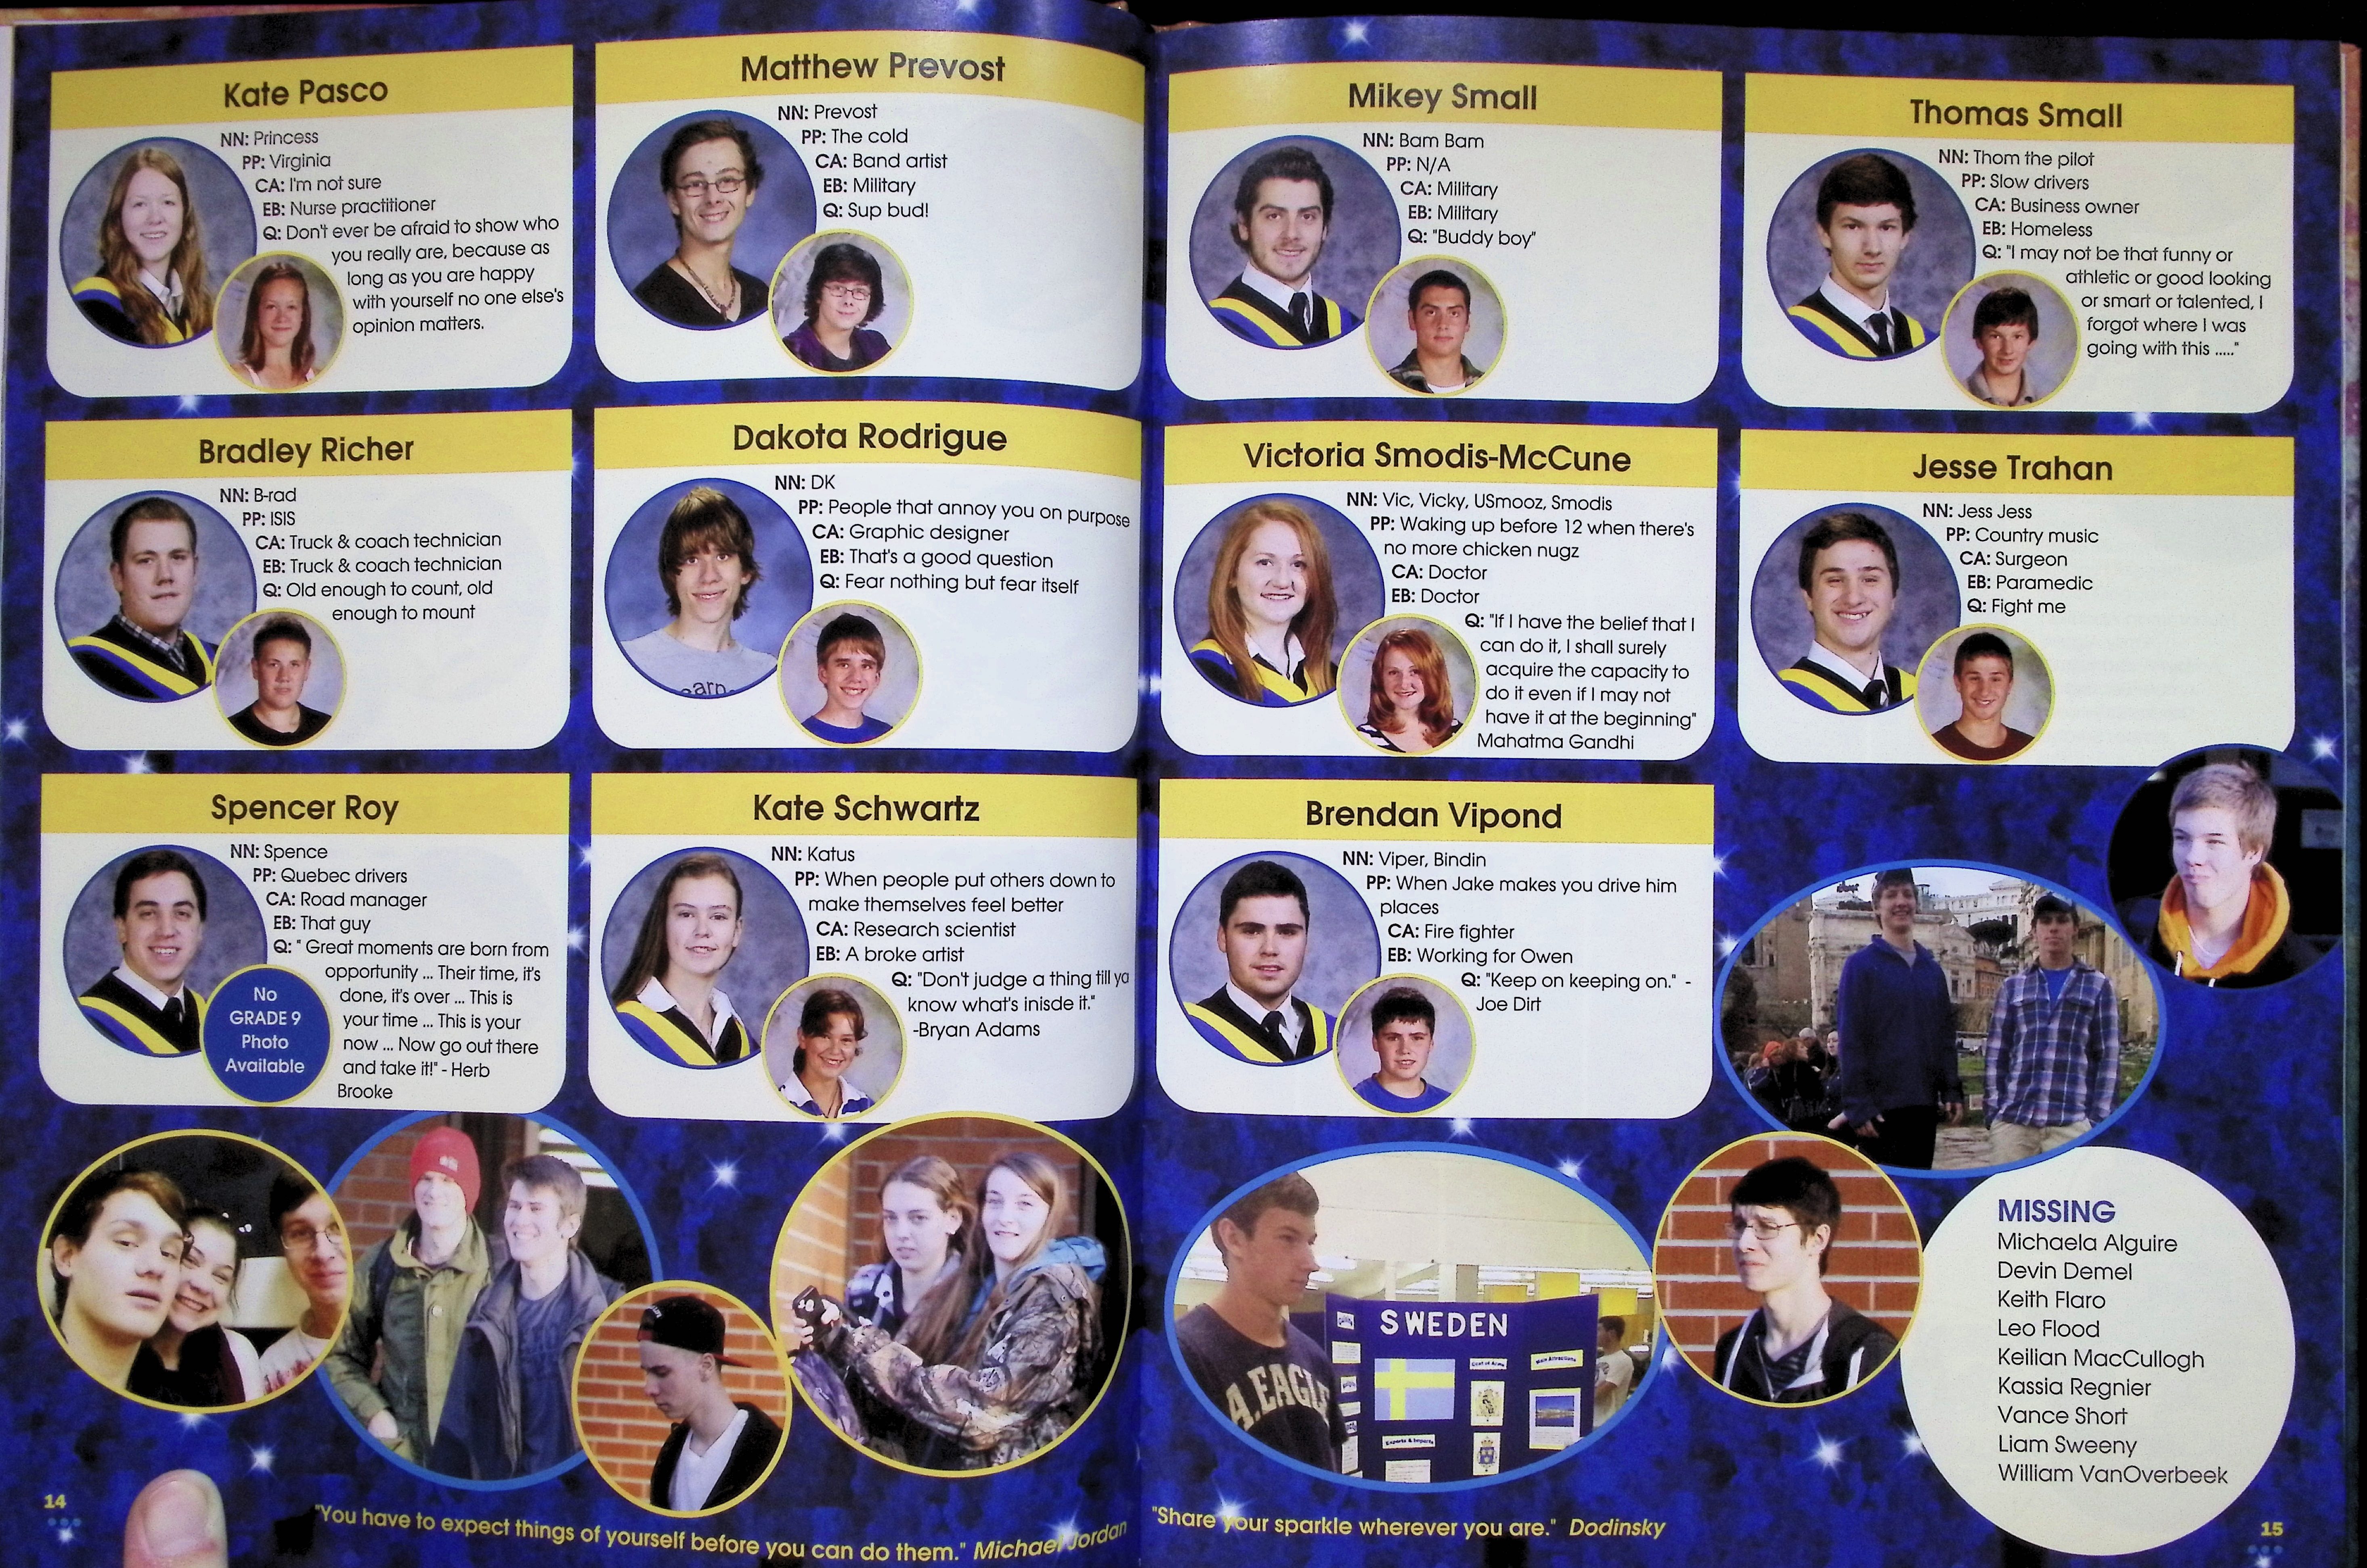 Kate Pasco
NN: Princess
PP: Virginia
CA: I'm not sure
EB: Nurse practitioner
Q: Don't ever be afraid to show who
you really are, because as
long as you are happy
with yourself no one else's
opinion matters.
Matthew Prevost
NN: Prevost
PP: The cold
CA: Band artist
EB: Military
Q: Sup bud!
Bradley Richer
NN: B-rad
PP: ISIS
CA: Truck & coach technician
EB: Truck & coach technician
Q: Old enough to count, old
enough to mount
Dakota Rodrigue
NN: DK
PP: People that annoy you on purpose
CA: Graphic designer
EB: That's a good question
Q: Fear nothing but fear itself
Spencer Roy
NN: Spence
PP: Quebec drivers
CA: Road manager
EB: That guy
Q: " Great moments are born from
opportunity ... Their time, it's
done, it's over ... This is
your time ... This is your
now ... Now go out there
and take it!" - Herb
Brooke
No
GRADE 9
Photo
Available
Kate Schwartz
NN: Katus
PP: When people put others down to
make themselves feel better
CA: Research scientist
EB: A broke artist
Q: "Don't judge a thing till ya
know what's inisde it."
-Bryan Adams
14
"You have to expect things of yourself before you can do them." Michael Jordan
Mikey Small
NN: Bam Bam
PP: N/A
CA: Military
EB: Military
Q: "Buddy boy"
Thomas Small
NN: Thom the pilot
PP: Slow drivers
CA: Business owner
EB: Homeless
Q: "I may not be that funny or
athletic or good looking
or smart or talented, I
forgot where I was
going with this ....."
Victoria Smodis-McCune
NN: Vic, Vicky, USmooz, Smodis
PP: Waking up before 12 when there's
no more chicken nugz
CA: Doctor
EB: Doctor
Q: "If I have the belief that I
can do it, I shall surely
acquire the capacity to
do it even if I may not
have it at the beginning"
Mahatma Gandhi
Jesse Trahan
NN: Jess Jess
PP: Country music
CA: Surgeon
EB: Paramedic
Q: Fight me
Brendan Vipond
NN: Viper, Bindin
PP: When Jake makes you drive him
places
CA: Fire fighter
EB: Working for Owen
Q: "Keep on keeping on." -
Joe Dirt
SWEDEN
Coat of Arms
Main Attractions
Exports & Imports
A.EAGLE
MISSING
Michaela Alguire
Devin Demel
Keith Flaro
Leo Flood
Keilian MacCullogh
Kassia Regnier
Vance Short
Liam Sweeny
William VanOverbeek
"Share your sparkle wherever you are." Dodinsky
15